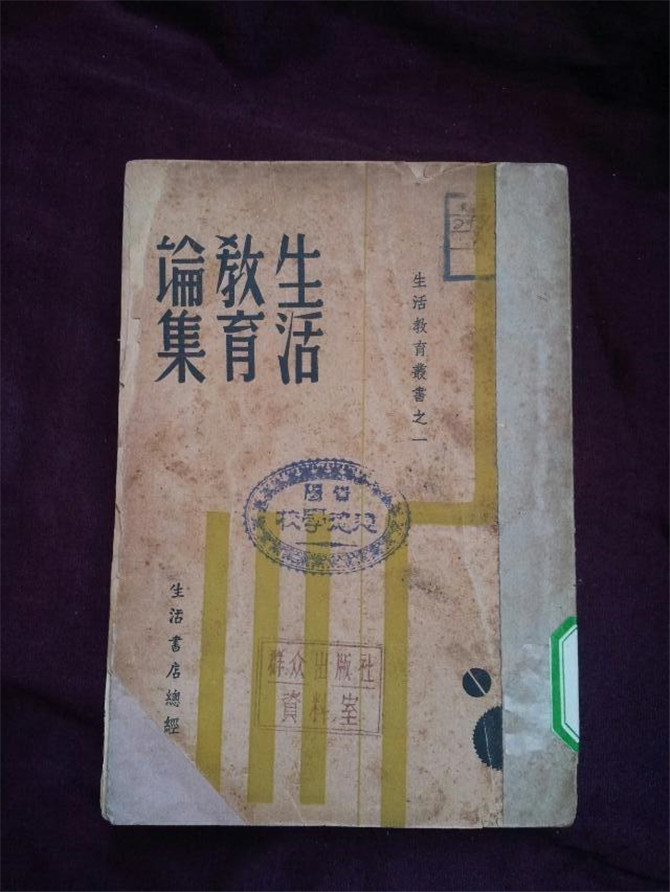 生活教育叢書之一
生活
教育
論集
群众出版社
資料室
生活書店總經